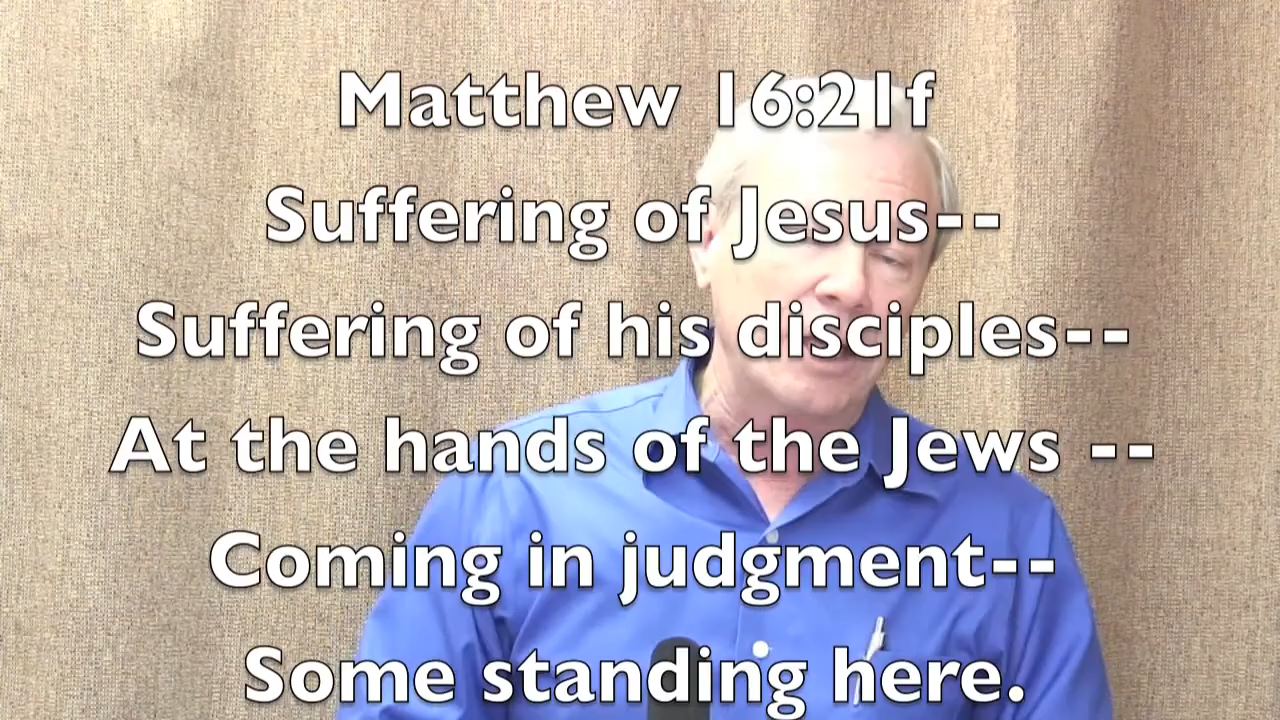 Matthew 16:21f
Suffering of Jesus--
Suffering of his disciples--
At the hands of the Jews --
Coming in judgment--
Some standing here.